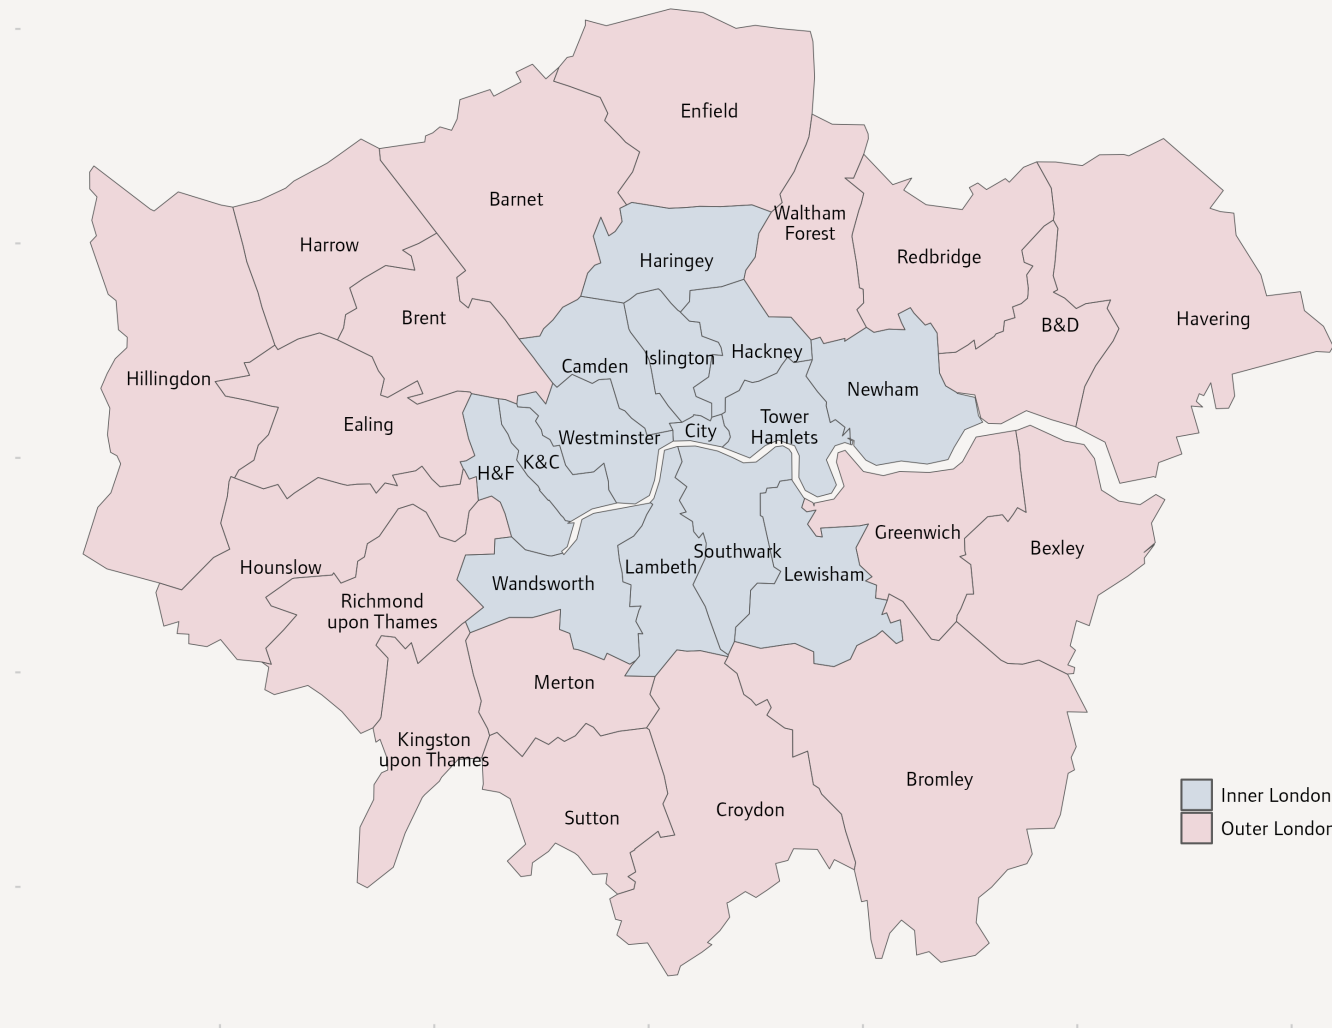 Enfield
Barnet
Waltham
Forest
Harrow
Redbridge
Haringey
Brent
Havering
B&D
Hackney
Islington
Camden
Hillingdon
Newham
Ealing
Tower
Hamlets
City
Westminster
K&C
H&F
Greenwich
Bexley
Southwark
Hounslow
Lambeth
Lewisham
Wandsworth
Richmond
upon Thames
Merton
Kingston
upon Thames
Bromley
Croydon
Sutton
Inner London
Outer London